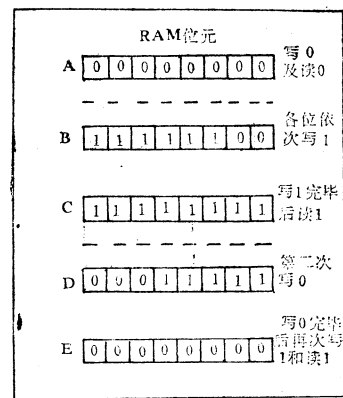 RAM位元
A 0 0 0 0 0 0 0 0 写0
及读0
B 1 1 1 1 1 1 0 0 各位依
次写1
C 1 1 1 1 1 1 1 1 写1完毕
后读1
D 0 0 0 1 1 1 1 1 第二次
写0
E 0 0 0 0 0 0 0 0 写0完毕
后再次写
1和读1